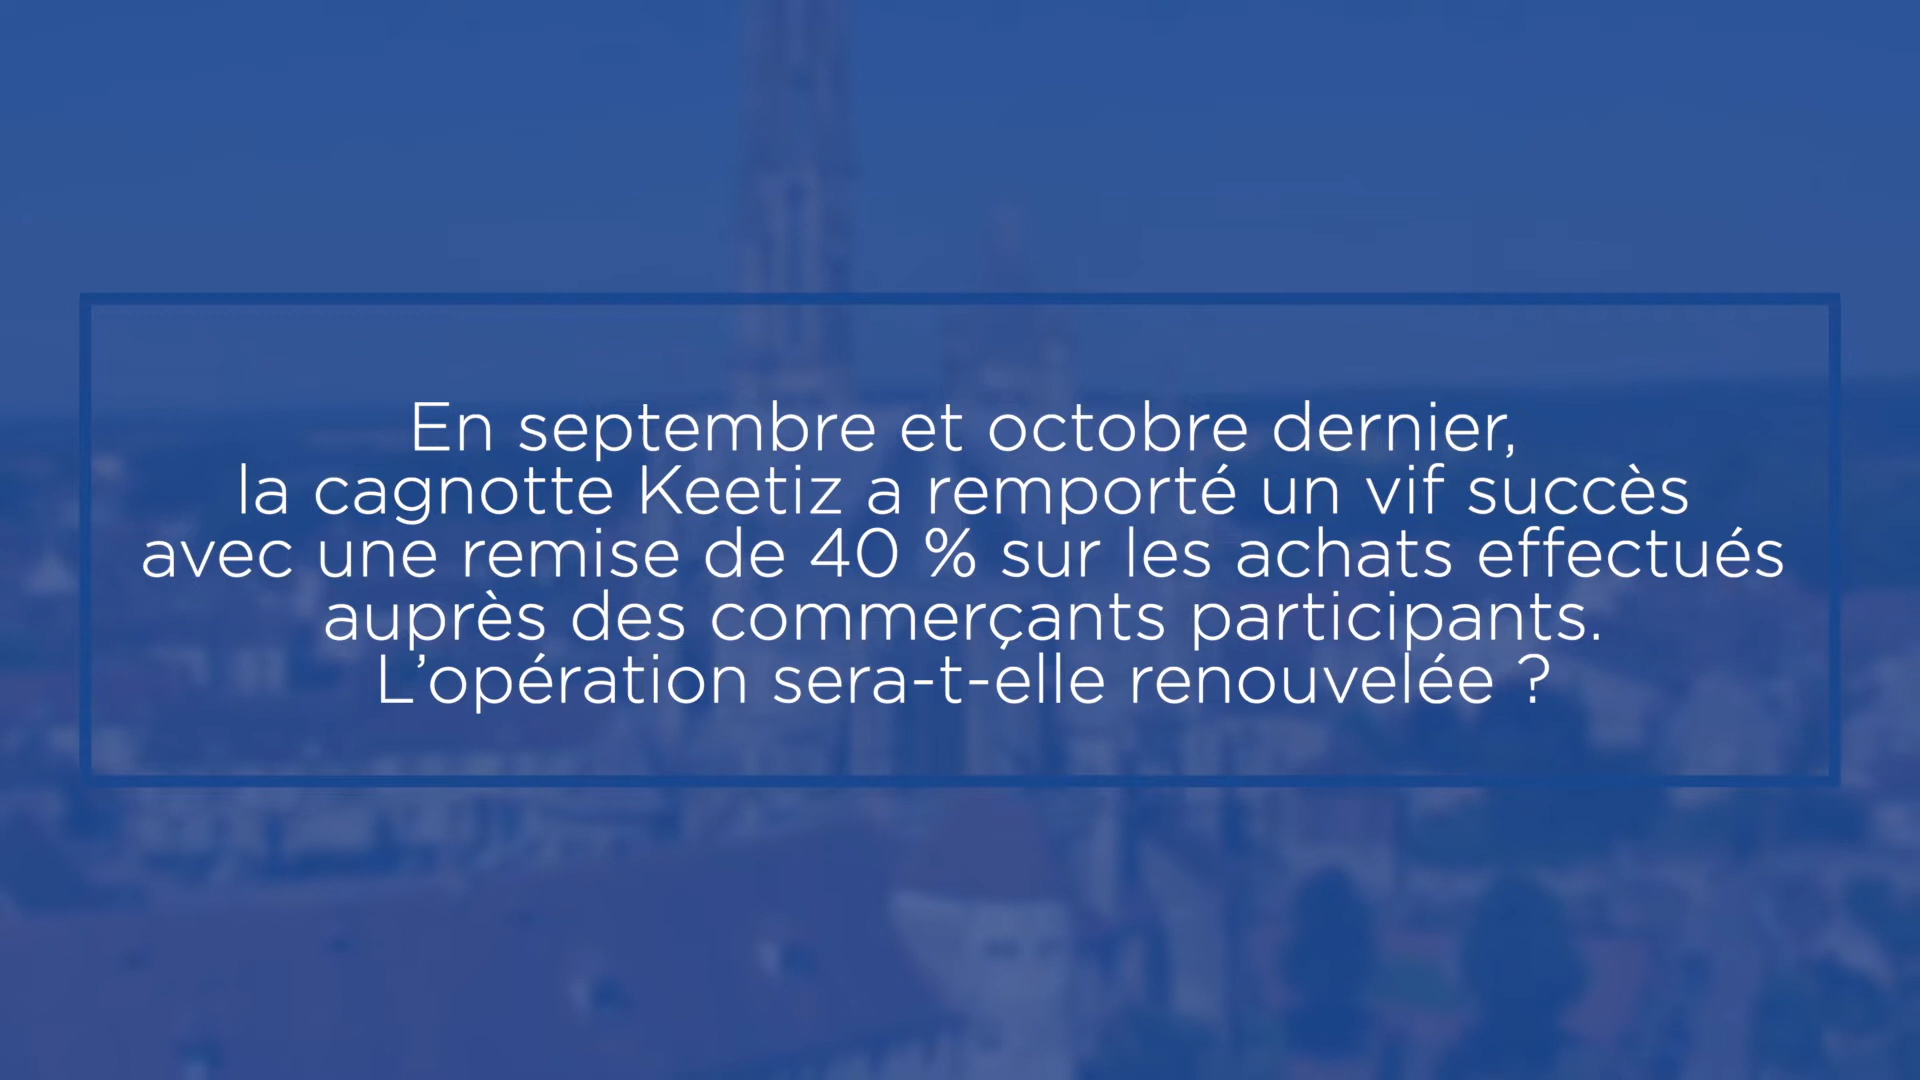 En septembre et octobre dernier,
la cagnotte Keetiz a remporté un vif succès
avec une remise de 40 % sur les achats effectués
auprès des commerçants participants.
L’opération sera-t-elle renouvelée ?